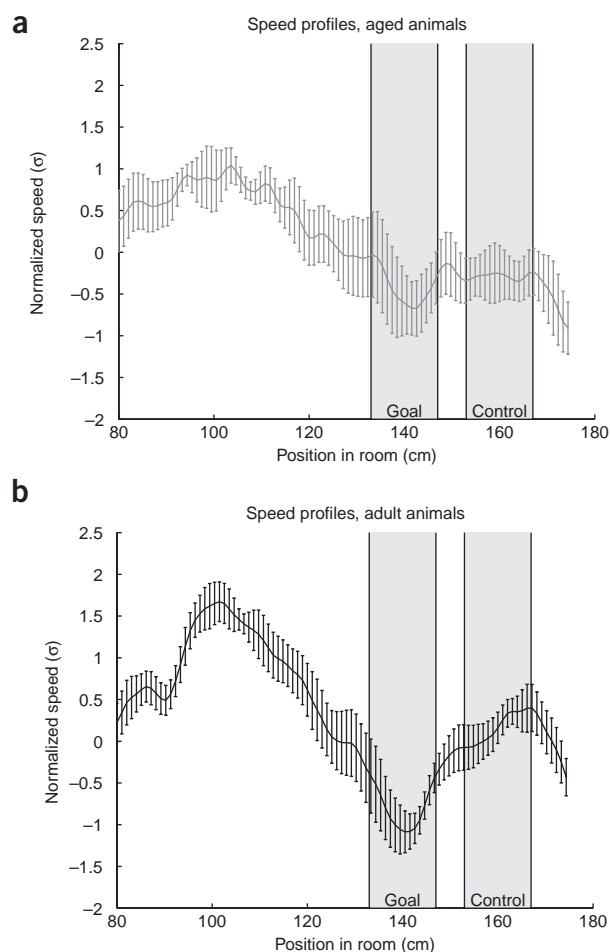 a
Speed profiles, aged animals
2.5
2
1.5
1
0.5
0
–0.5
–1
–1.5
–2
Normalized speed (σ)
Goal
Control
80
100
120
140
160
180
Position in room (cm)
b
Speed profiles, adult animals
2.5
2
1.5
1
0.5
0
–0.5
–1
–1.5
–2
Normalized speed (σ)
Goal
Control
80
100
120
140
160
180
Position in room (cm)